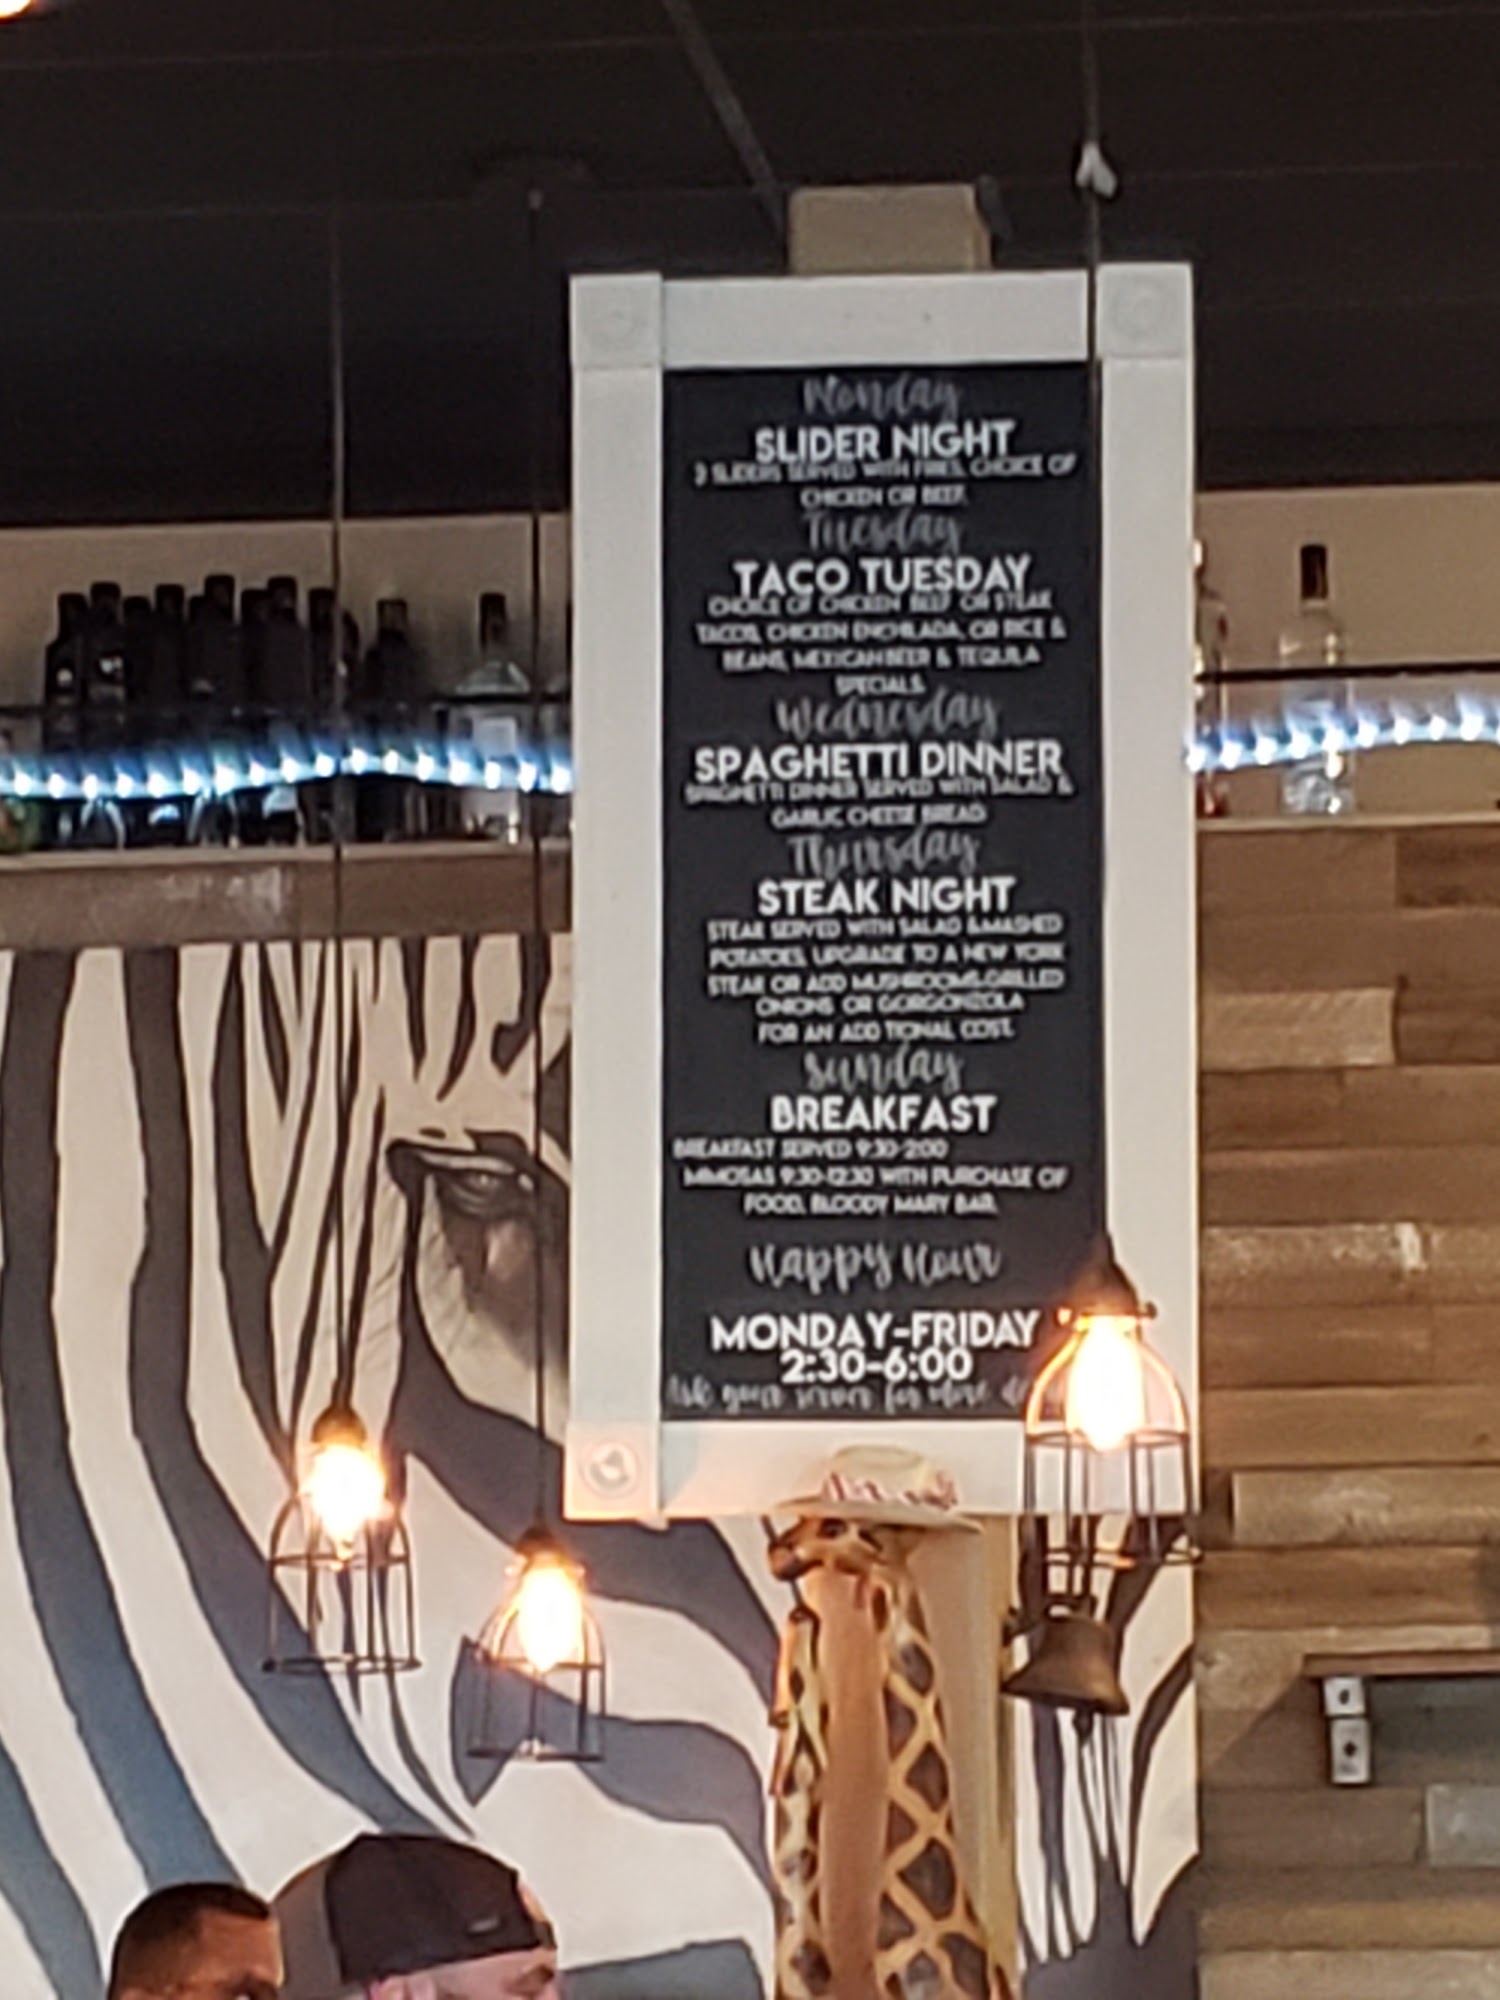 Monday
SLIDER NIGHT
3 SLIDERS SERVED WITH FRIES, CHOICE OF
CHICKEN OR BEEF.
Tuesday
TACO TUESDAY
CHOICE OF CHICKEN BEEF OR STEAK
TACOS, CHICKEN ENCHILADA, OR RICE &
BEANS, MEXICAN BEER & TEQUILA
SPECIALS.
Wednesday
SPAGHETTI DINNER
SPAGHETTI DINNER SERVED WITH SALAD &
GARLIC CHEESE BREAD
Thursday
STEAK NIGHT
STEAK SERVED WITH SALAD & MASHED
POTATOES, UPGRADE TO A NEW YORK
STEAK OR ADD MUSHROOMS, GRILLED
ONIONS OR GORGONZOLA
FOR AN ADDITIONAL COST.
Sunday
BREAKFAST
BREAKFAST SERVED 9:30-2:00
MIMOSAS 9:30-12:30 WITH PURCHASE OF
FOOD, BLOODY MARY BAR.
Happy Hour
MONDAY-FRIDAY
2:30-6:00
Ask your server for more